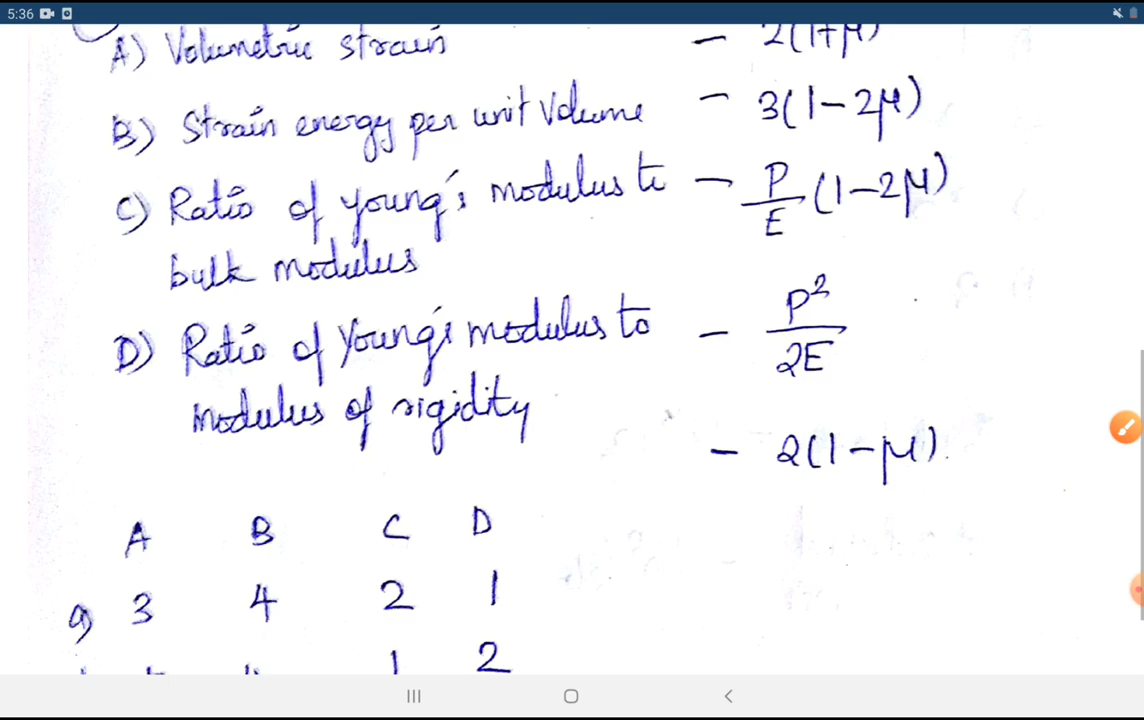 5:36
A) Volumetric strain - 2(1+μ)
B) Strain energy per unit Volume - 3(1-2μ)
C) Ratio of young's modulus to - P/E (1-2μ)
bulk modulus
D) Ratio of Young's modulus to - P²/2E
modulus of rigidity
- 2(1-μ).
A B C D
a) 3 4 2 1
1 2